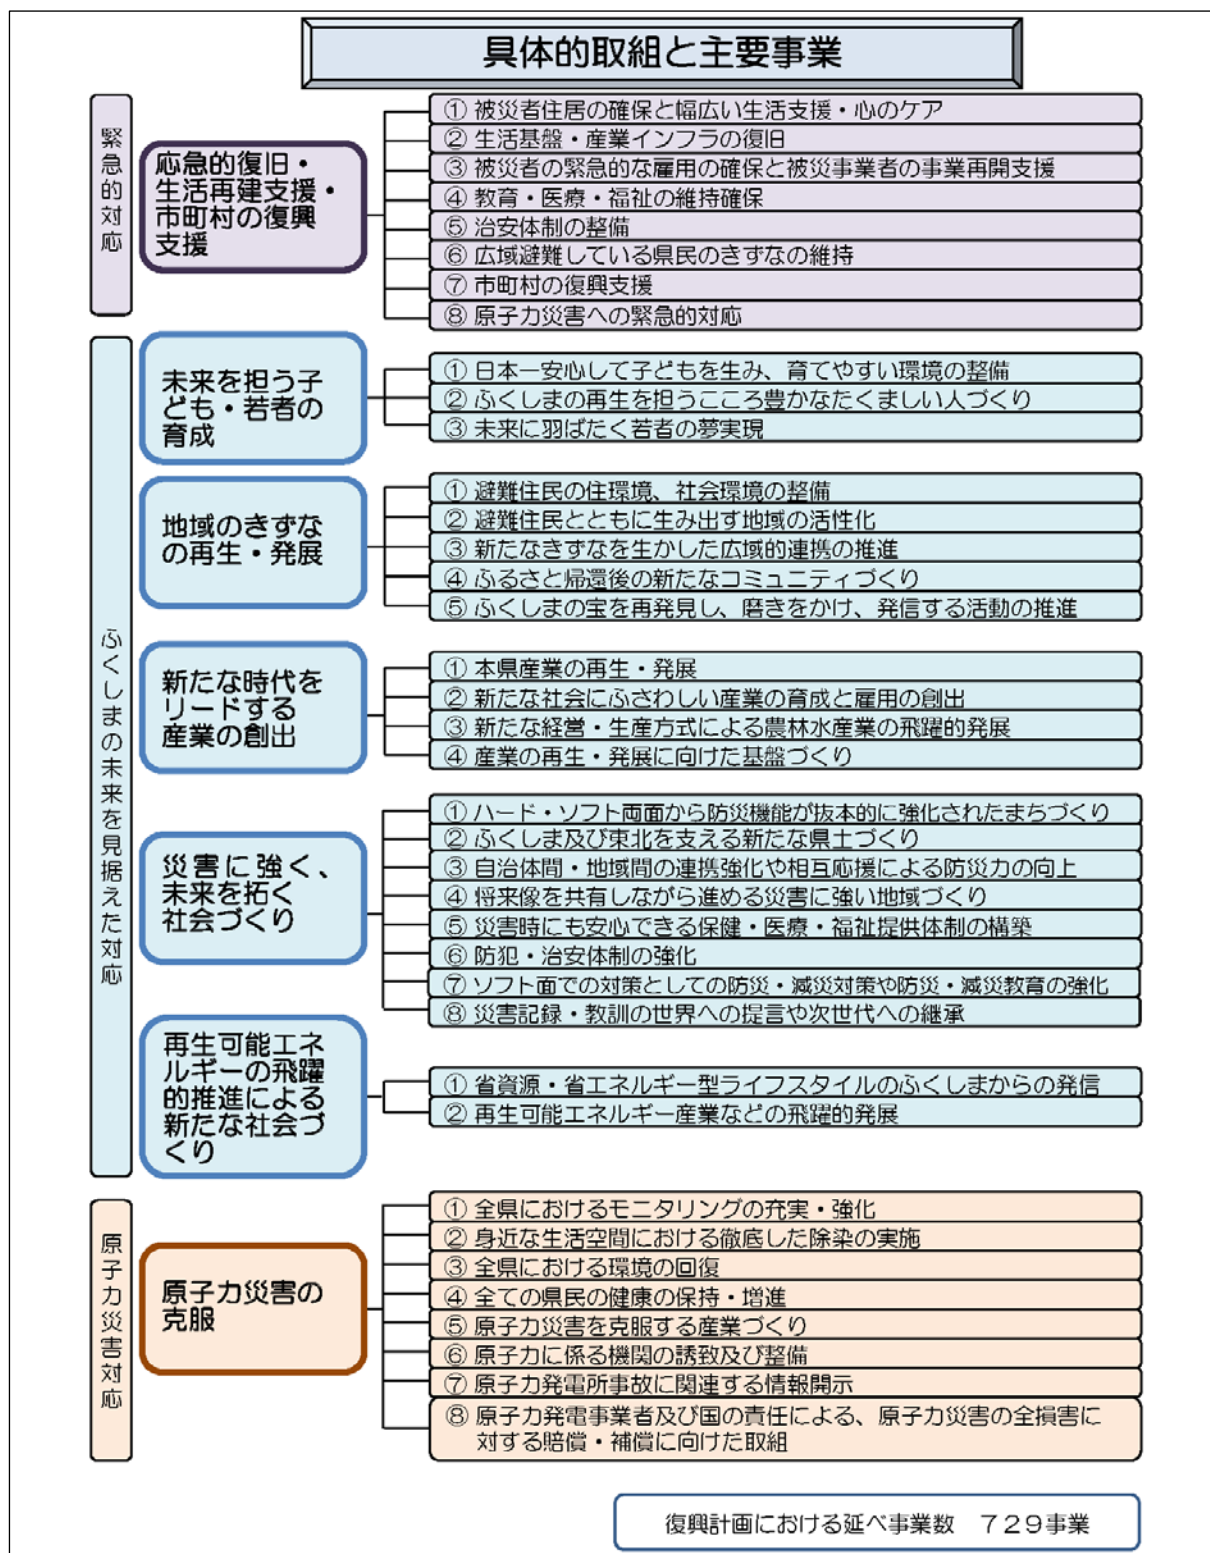 具体的取組と主要事業
緊急的対応
応急的復旧・
生活再建支援・
市町村の復興
支援
① 被災者住居の確保と幅広い生活支援・心のケア
② 生活基盤・産業インフラの復旧
③ 被災者の緊急的な雇用の確保と被災事業者の事業再開支援
④ 教育・医療・福祉の維持確保
⑤ 治安体制の整備
⑥ 広域避難している県民のきずなの維持
⑦ 市町村の復興支援
⑧ 原子力災害への緊急的対応
ふくしまの未来を見据えた対応
未来を担う子
ども・若者の
育成
① 日本一安心して子どもを生み、育てやすい環境の整備
② ふくしまの再生を担うこころ豊かなたくましい人づくり
③ 未来に羽ばたく若者の夢実現
地域のきずな
の再生・発展
① 避難住民の住環境、社会環境の整備
② 避難住民とともに生み出す地域の活性化
③ 新たなきずなを生かした広域的連携の推進
④ ふるさと帰還後の新たなコミュニティづくり
⑤ ふくしまの宝を再発見し、磨きをかけ、発信する活動の推進
新たな時代を
リードする
産業の創出
① 本県産業の再生・発展
② 新たな社会にふさわしい産業の育成と雇用の創出
③ 新たな経営・生産方式による農林水産業の飛躍的発展
④ 産業の再生・発展に向けた基盤づくり
災害に強く、
未来を拓く
社会づくり
① ハード・ソフト両面から防災機能が抜本的に強化されたまちづくり
② ふくしま及び東北を支える新たな県土づくり
③ 自治体間・地域間の連携強化や相互応援による防災力の向上
④ 将来像を共有しながら進める災害に強い地域づくり
⑤ 災害時にも安心できる保健・医療・福祉提供体制の構築
⑥ 防犯・治安体制の強化
⑦ ソフト面での対策としての防災・減災対策や防災・減災教育の強化
⑧ 災害記録・教訓の世界への提言や次世代への継承
再生可能エネ
ルギーの飛躍
的推進による
新たな社会づ
くり
① 省資源・省エネルギー型ライフスタイルのふくしまからの発信
② 再生可能エネルギー産業などの飛躍的発展
原子力災害対応
原子力災害の
克服
① 全県におけるモニタリングの充実・強化
② 身近な生活空間における徹底した除染の実施
③ 全県における環境の回復
④ 全ての県民の健康の保持・増進
⑤ 原子力災害を克服する産業づくり
⑥ 原子力に係る機関の誘致及び整備
⑦ 原子力発電所事故に関連する情報開示
⑧ 原子力発電事業者及び国の責任による、原子力災害の全損害に
対する賠償・補償に向けた取組
復興計画における延べ事業数　７２９事業